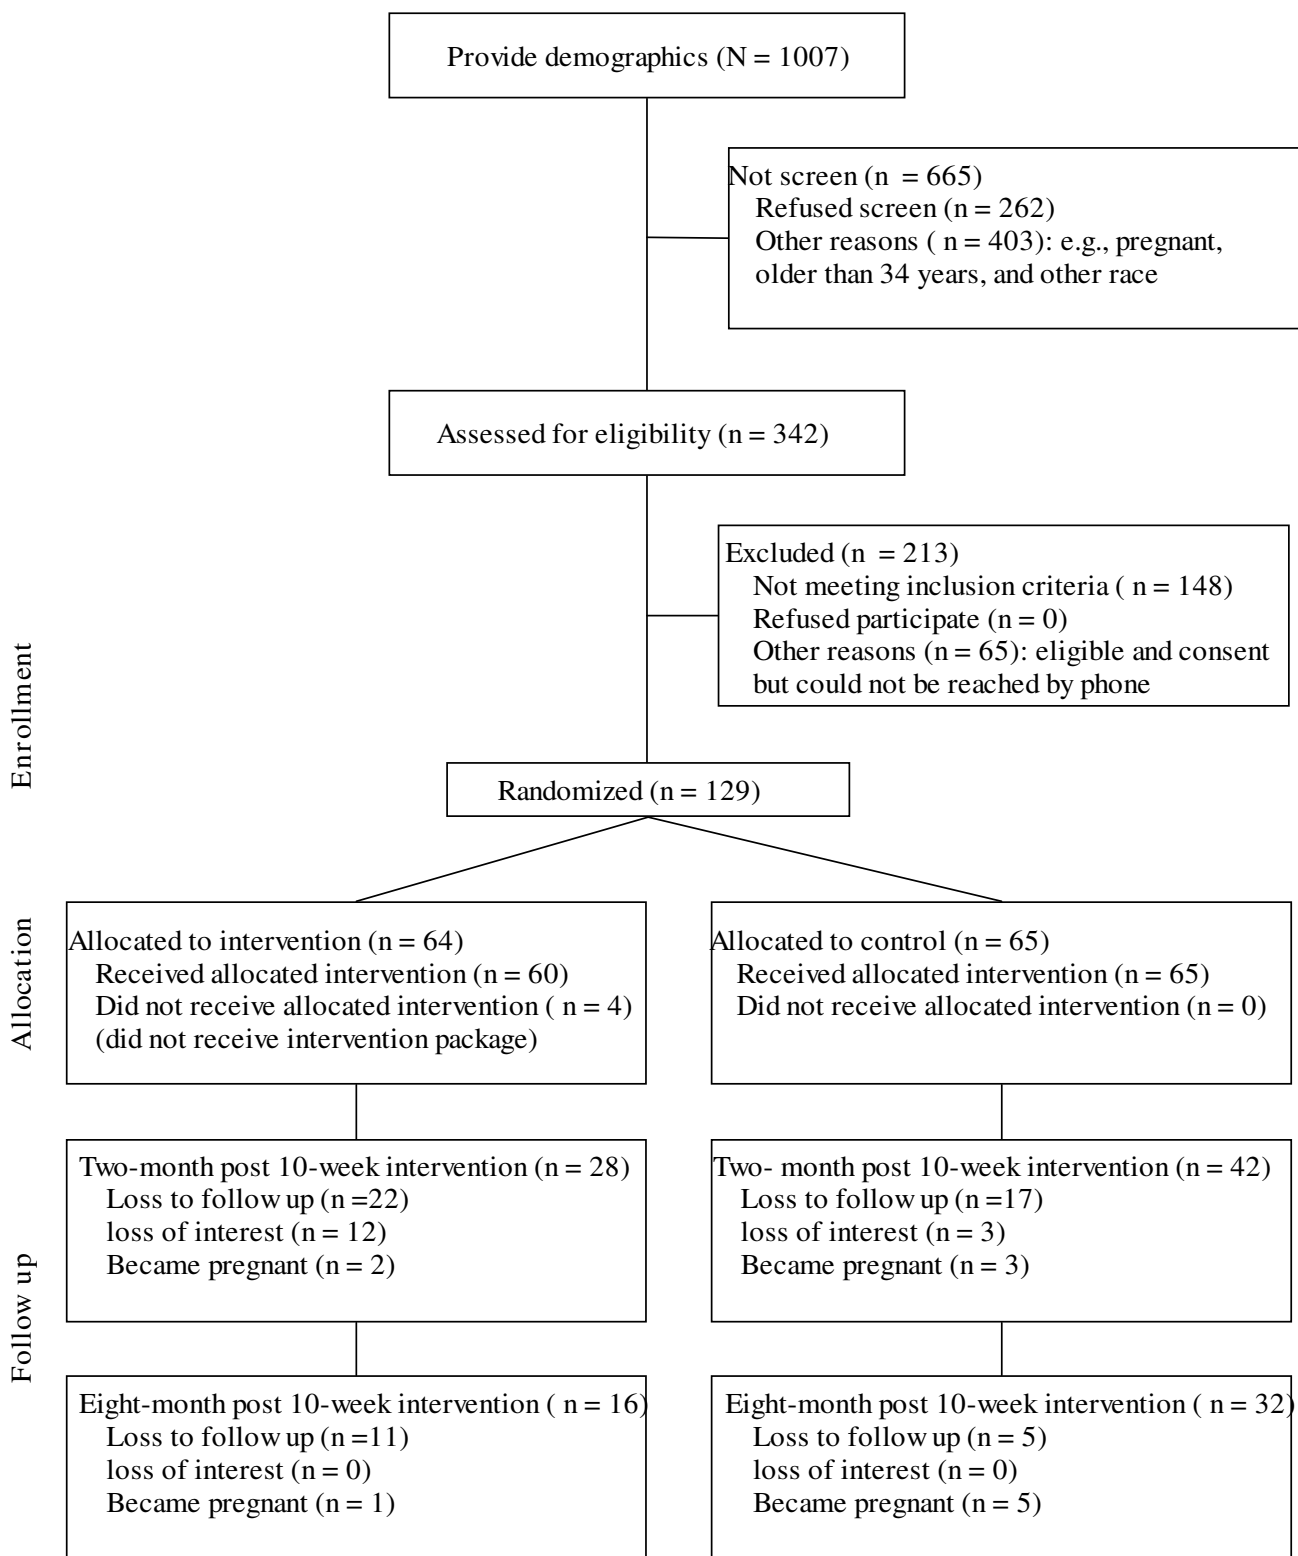 Provide demographics (N = 1007)
Not screen (n  = 665)
Refused screen (n = 262)
Other reasons ( n = 403): e.g., pregnant,
older than 34 years, and other race
Assessed for eligibility (n = 342)
Excluded (n  = 213)
Not meeting inclusion criteria ( n = 148)
Refused participate (n = 0)
Other reasons (n = 65): eligible and consent
but could not be reached by phone
Enrollment
Randomized (n = 129)
Allocation
Allocated to intervention (n = 64)
Received allocated intervention (n = 60)
Did not receive allocated intervention ( n = 4)
(did not receive intervention package)
Allocated to control (n = 65)
Received allocated intervention (n = 65)
Did not receive allocated intervention (n = 0)
Follow up
Two-month post 10-week intervention (n = 28)
Loss to follow up (n =22)
loss of interest (n = 12)
Became pregnant (n = 2)
Two- month post 10-week intervention (n = 42)
Loss to follow up (n =17)
loss of interest (n = 3)
Became pregnant (n = 3)
Eight-month post 10-week intervention ( n = 16)
Loss to follow up (n =11)
loss of interest (n = 0)
Became pregnant (n = 1)
Eight-month post 10-week intervention ( n = 32)
Loss to follow up (n = 5)
loss of interest (n = 0)
Became pregnant (n = 5)